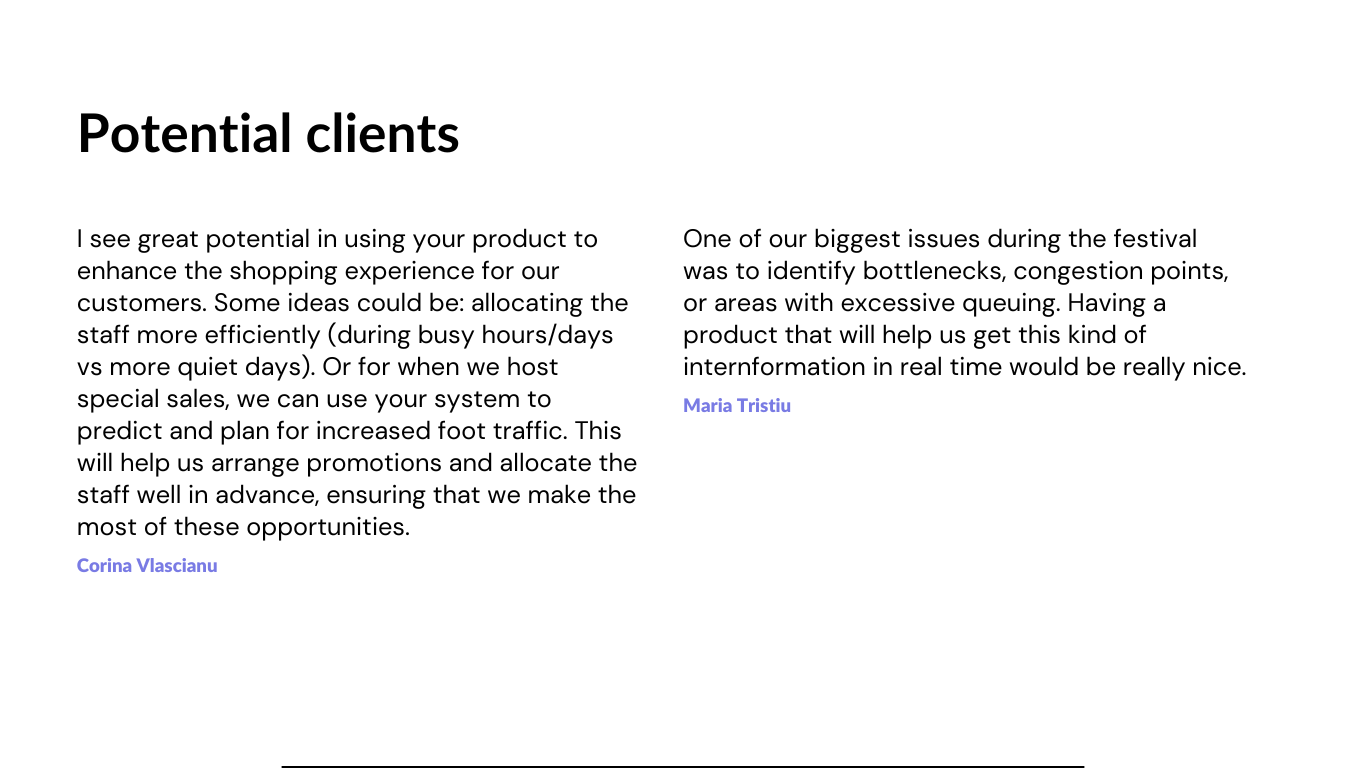 Potential clients
I see great potential in using your product to
enhance the shopping experience for our
customers. Some ideas could be: allocating the
staff more efficiently (during busy hours/days
vs more quiet days). Or for when we host
special sales, we can use your system to
predict and plan for increased foot traffic. This
will help us arrange promotions and allocate the
staff well in advance, ensuring that we make the
most of these opportunities.
Corina Vlascianu
One of our biggest issues during the festival
was to identify bottlenecks, congestion points,
or areas with excessive queuing. Having a
product that will help us get this kind of
internformation in real time would be really nice.
Maria Tristiu